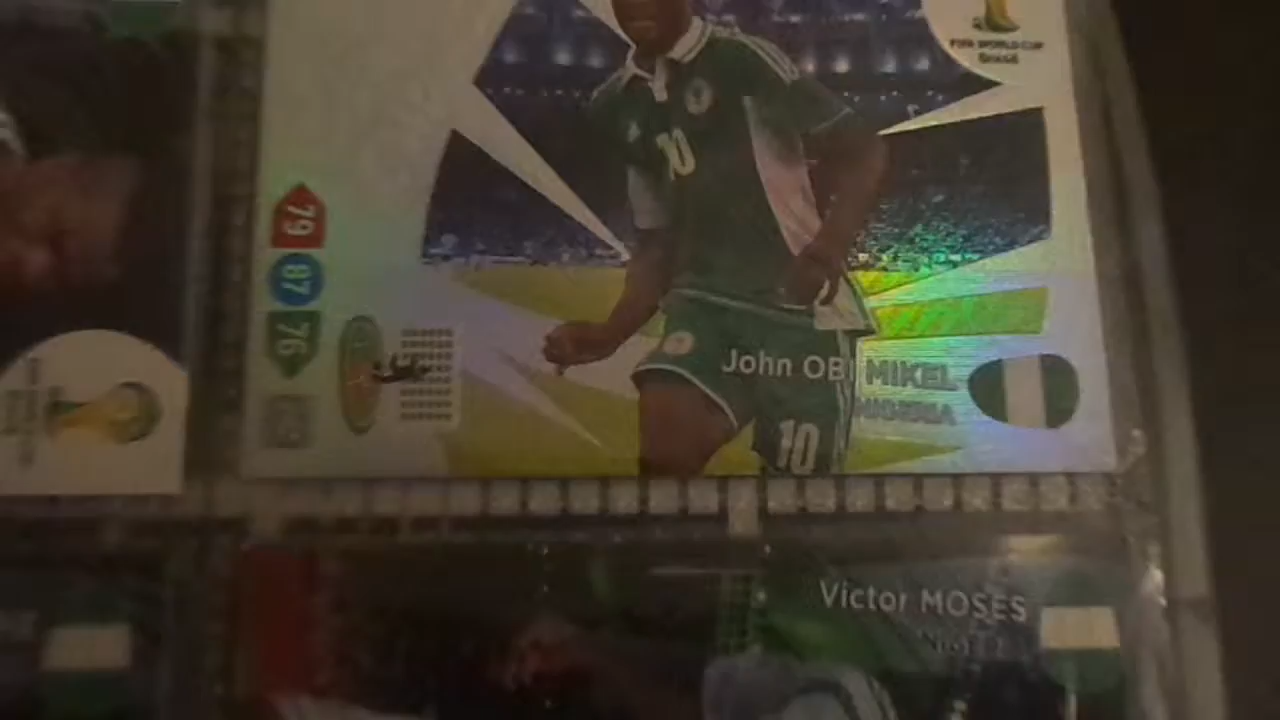 FIFA WORLD CUP
Brasil
10
79
87
76
John OBI MIKEL
NIGERIA
10
Victor MOSES